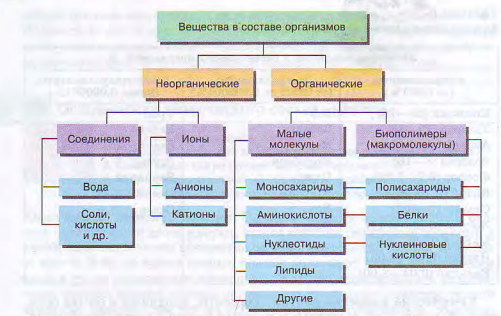 Вещества в составе организмов
Неорганические
Органические
Соединения
Ионы
Малые
молекулы
Биополимеры
(макромолекулы)
Вода
Анионы
Моносахариды
Полисахариды
Соли,
кислоты
и др.
Катионы
Аминокислоты
Белки
Нуклеотиды
Нуклеиновые
кислоты
Липиды
Другие